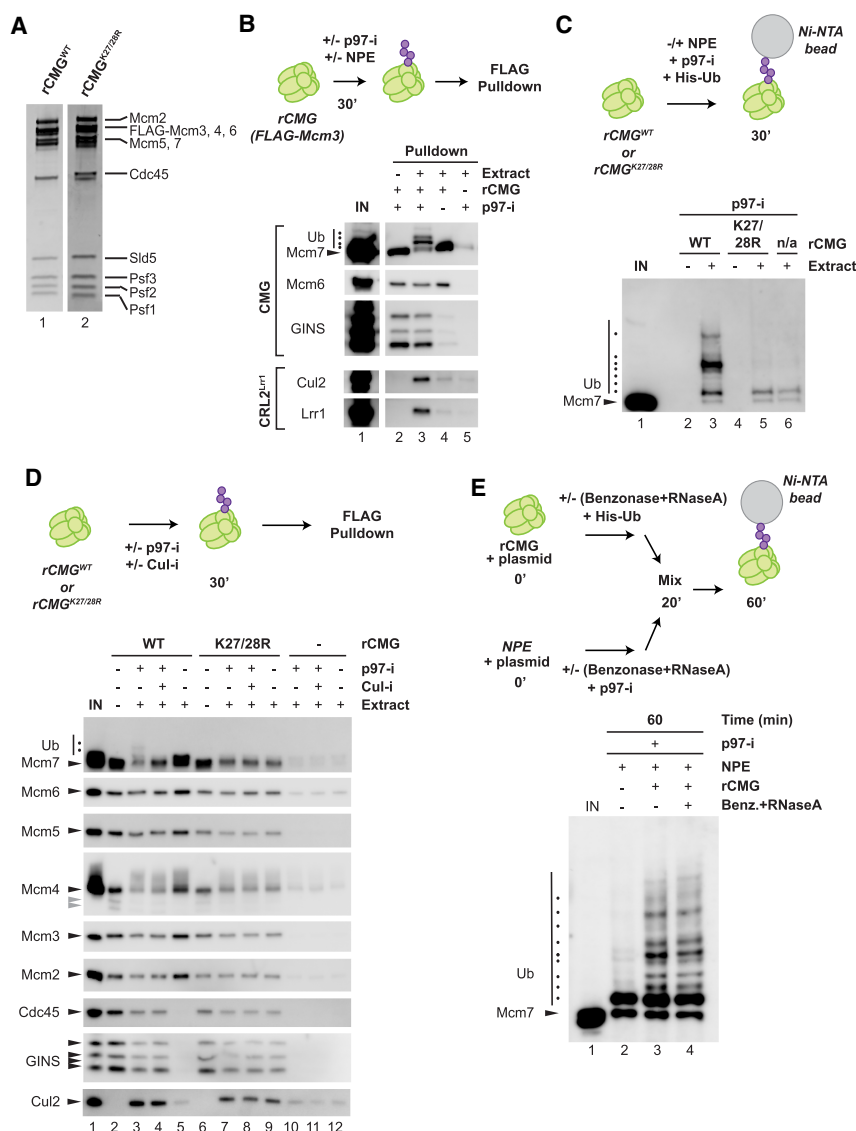 A
rCMG^WT
rCMG^K27/28R
Mcm2
FLAG-Mcm3, 4, 6
Mcm5, 7
Cdc45
Sld5
Psf3
Psf2
Psf1
1 2
B
+/- p97-i
+/- NPE
30'
rCMG
(FLAG-Mcm3)
FLAG
Pulldown
Pulldown
- + + + Extract
+ + - - rCMG
IN + + - + p97-i
CMG
Ub
Mcm7
Mcm6
GINS
CRL2^Lrr1
Cul2
Lrr1
1 2 3 4 5
C
Ni-NTA
bead
-/+ NPE
+ p97-i
+ His-Ub
rCMG^WT
or
rCMG^K27/28R
30'
p97-i
WT K27/28R n/a rCMG
IN - + - + + Extract
Ub
Mcm7
1 2 3 4 5 6
D
+/- p97-i
+/- Cul-i
30'
rCMG^WT
or
rCMG^K27/28R
FLAG
Pulldown
WT K27/28R - rCMG
- + + - - + + - + + - p97-i
- - + - - - + - - + - Cul-i
IN - + + + - + + + + + + Extract
Ub
Mcm7
Mcm6
Mcm5
Mcm4
Mcm3
Mcm2
Cdc45
GINS
Cul2
1 2 3 4 5 6 7 8 9 10 11 12
E
Ni-NTA
bead
+/- (Benzonase+RNaseA)
+ His-Ub
rCMG
+ plasmid
0'
Mix
20'
60'
NPE
+ plasmid
0'
+/- (Benzonase+RNaseA)
+ p97-i
60 Time (min)
+ p97-i
+ + + NPE
- + + rCMG
IN - - + Benz.+RNaseA
Ub
Mcm7
1 2 3 4